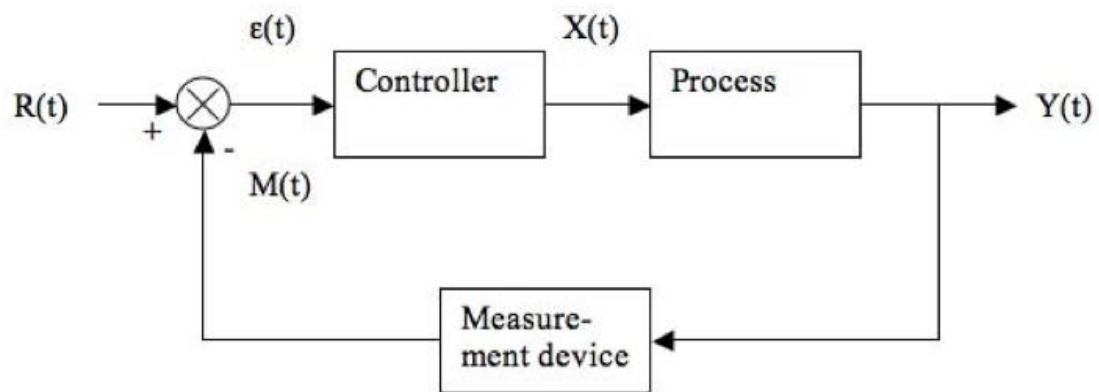 ε(t)
X(t)
Controller
Process
R(t)
+
Y(t)
-
M(t)
Measure-
ment device